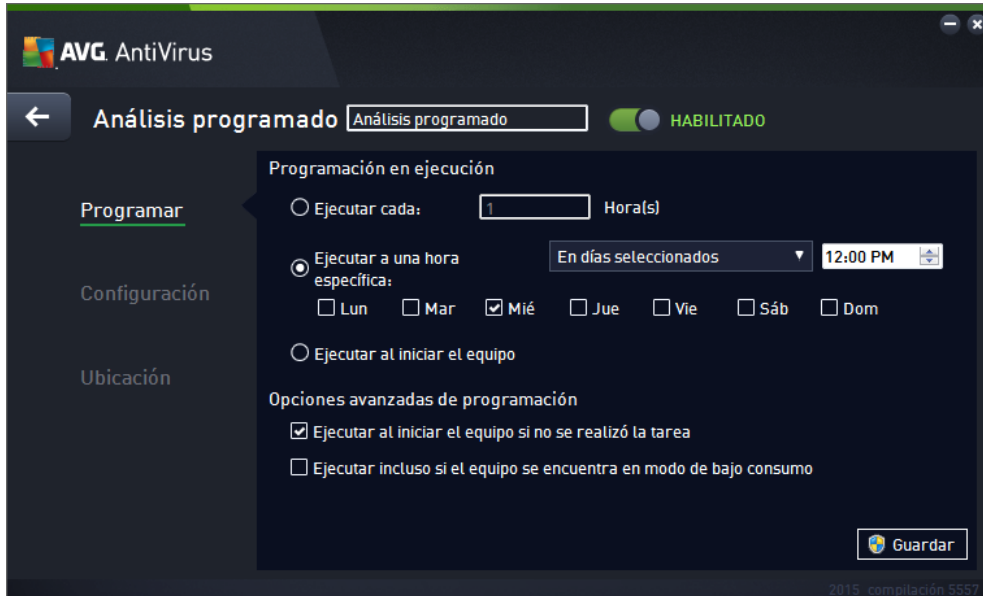 AVG AntiVirus
Análisis programado Análisis programado HABILITADO
Programación en ejecución
Programar
Ejecutar cada: 1 Hora(s)
Ejecutar a una hora específica: En días seleccionados 12:00 PM
Lun Mar Mié Jue Vie Sáb Dom
Configuración
Ejecutar al iniciar el equipo
Ubicación
Opciones avanzadas de programación
Ejecutar al iniciar el equipo si no se realizó la tarea
Ejecutar incluso si el equipo se encuentra en modo de bajo consumo
Guardar
2015 compilación 5557